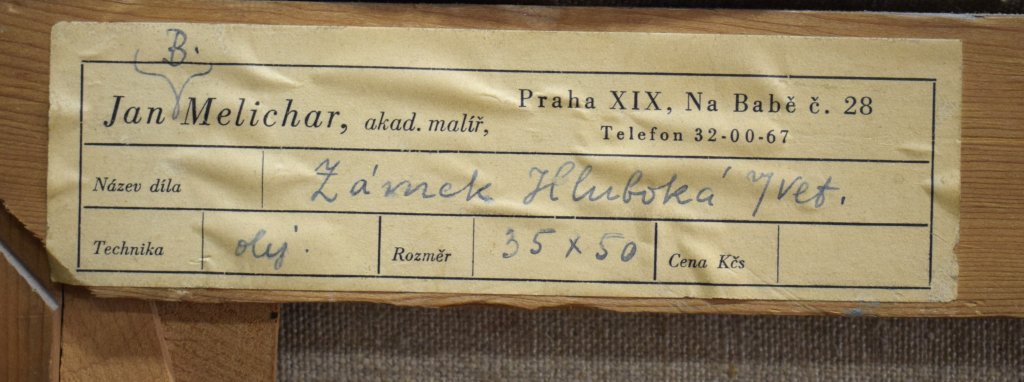 B.
Jan Melichar, akad. malíř,
Praha XIX, Na Babě č. 28
Telefon 32-00-67
Název díla Zámek Hluboká n/Vlt.
Technika olej. Rozměr 35 x 50 Cena Kčs